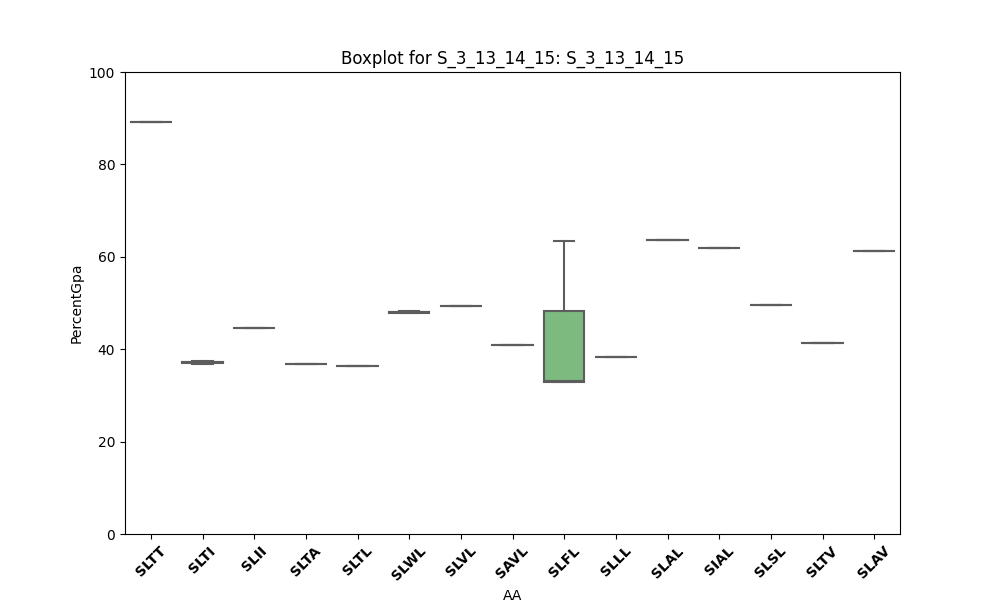 Boxplot for S_3_13_14_15: S_3_13_14_15
100
80
60
40
20
0
PercentGpa
SLTT SLTI SLII SLTA SLTL SLWL SLVL SAVL SLFL SLLL SLAL SIAL SLSL SLTV SLAV
AA